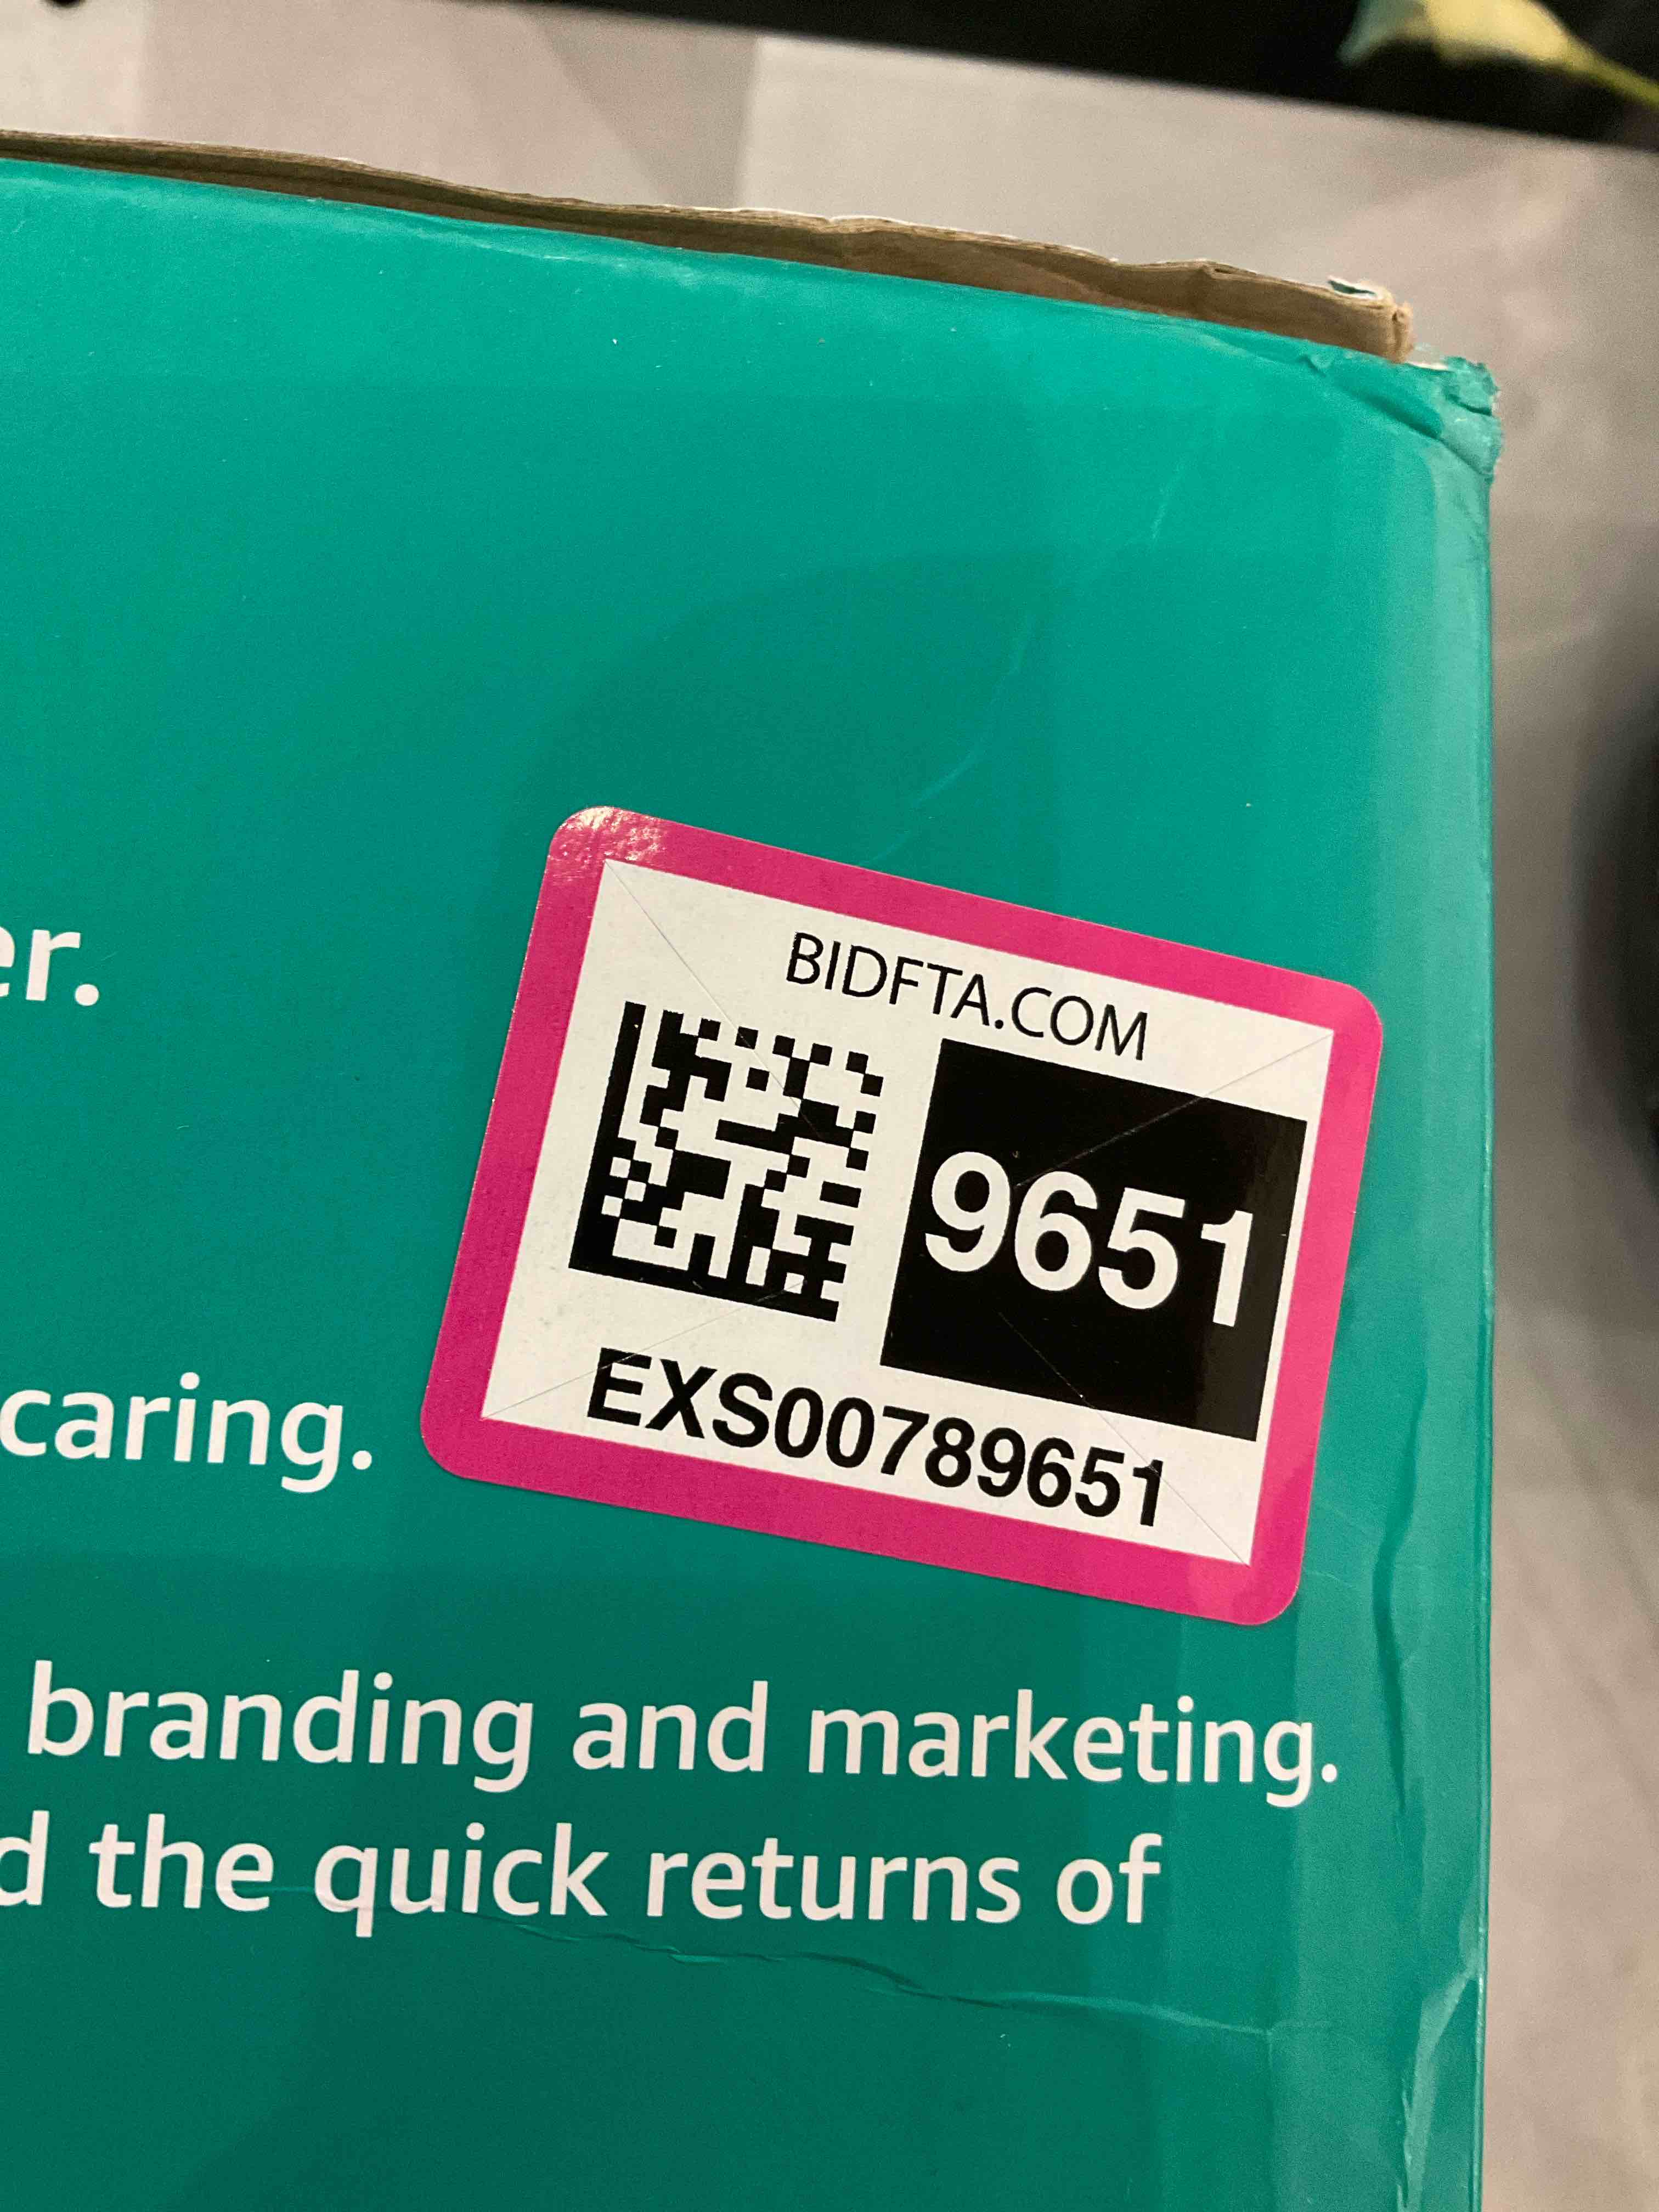 er.
BIDFTA.COM
9651
EXS00789651
caring.
branding and marketing.
d the quick returns of